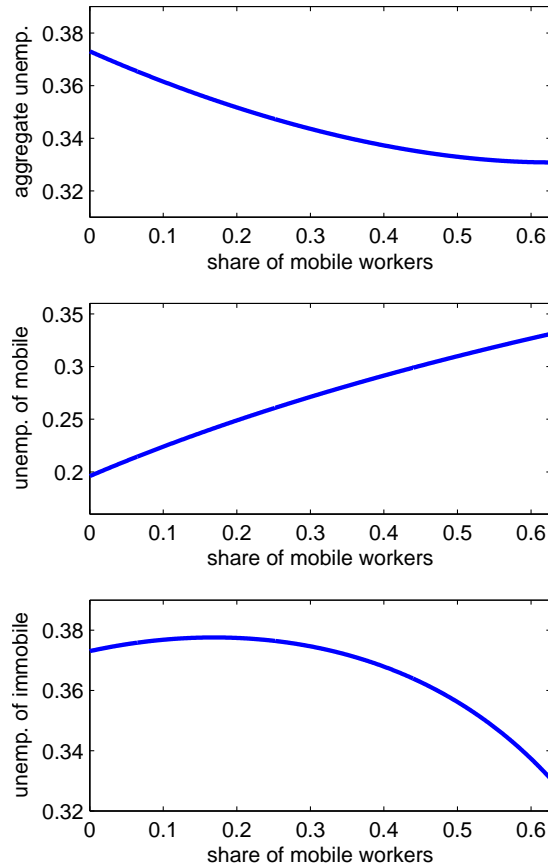 aggregate unemp.
0.38
0.36
0.34
0.32
0 0.1 0.2 0.3 0.4 0.5 0.6
share of mobile workers
unemp. of mobile
0.35
0.3
0.25
0.2
0 0.1 0.2 0.3 0.4 0.5 0.6
share of mobile workers
unemp. of immobile
0.38
0.36
0.34
0.32
0 0.1 0.2 0.3 0.4 0.5 0.6
share of mobile workers